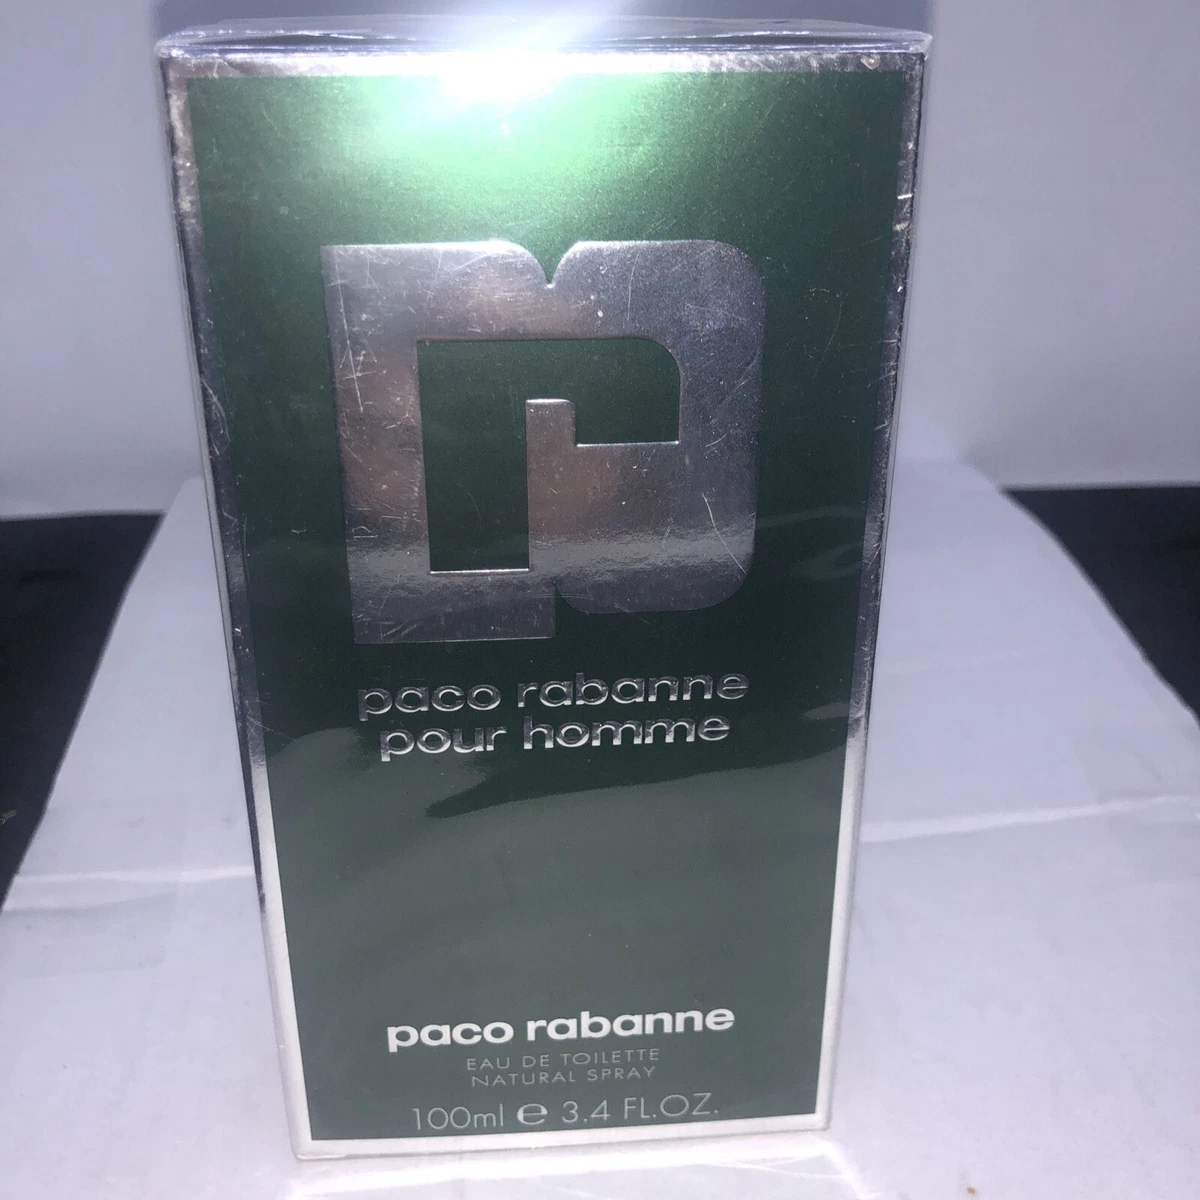 paco rabanne
pour homme
paco rabanne
EAU DE TOILETTE
NATURAL SPRAY
100ml e 3.4 FL.OZ.